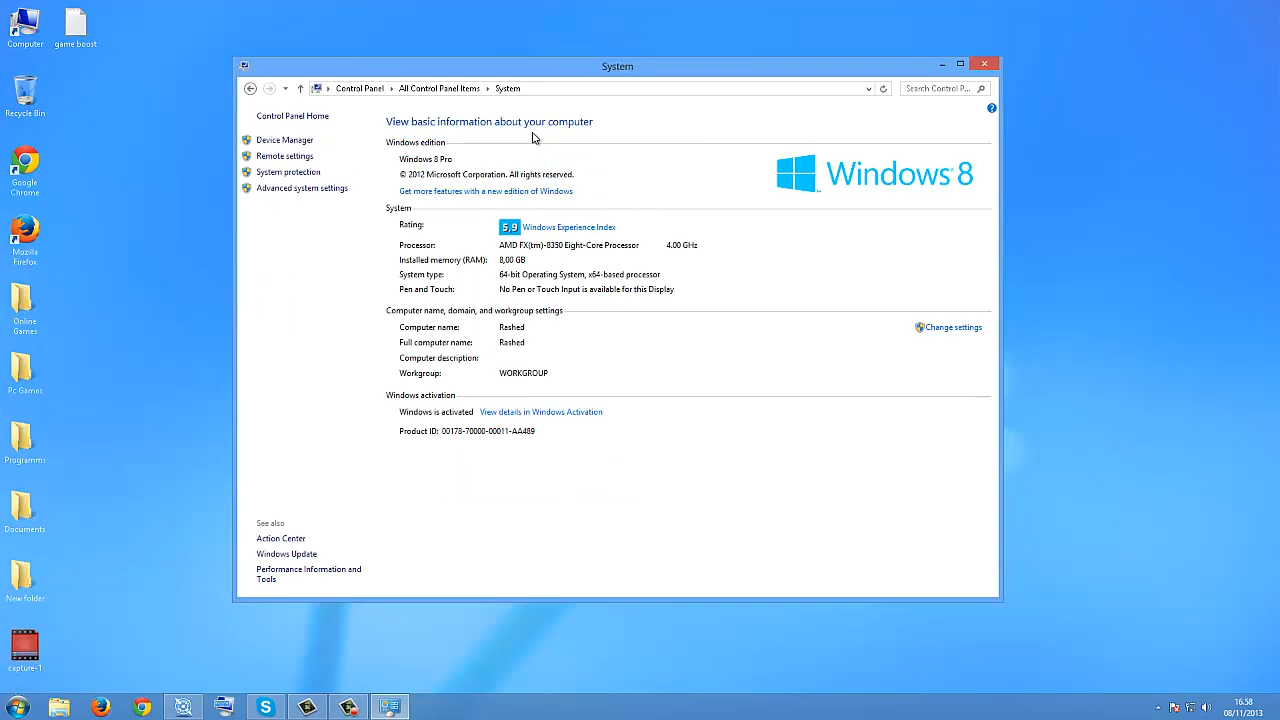 Computer
game boost
Recycle Bin
Google
Chrome
Mozilla
Firefox
Online
Games
Pc Games
Programms
Documents
New folder
capture-1
System
Control Panel
All Control Panel Items
System
Search Control P...
Control Panel Home
Device Manager
Remote settings
System protection
Advanced system settings
See also
Action Center
Windows Update
Performance Information and
Tools
View basic information about your computer
Windows edition
Windows 8 Pro
© 2012 Microsoft Corporation. All rights reserved.
Get more features with a new edition of Windows
Windows 8
System
Rating: 5,9 Windows Experience Index
Processor: AMD FX(tm)-8350 Eight-Core Processor 4.00 GHz
Installed memory (RAM): 8,00 GB
System type: 64-bit Operating System, x64-based processor
Pen and Touch: No Pen or Touch Input is available for this Display
Computer name, domain, and workgroup settings
Computer name: Rashed
Change settings
Full computer name: Rashed
Computer description:
Workgroup: WORKGROUP
Windows activation
Windows is activated View details in Windows Activation
Product ID: 00178-70000-00011-AA489
16.58
08/11/2013